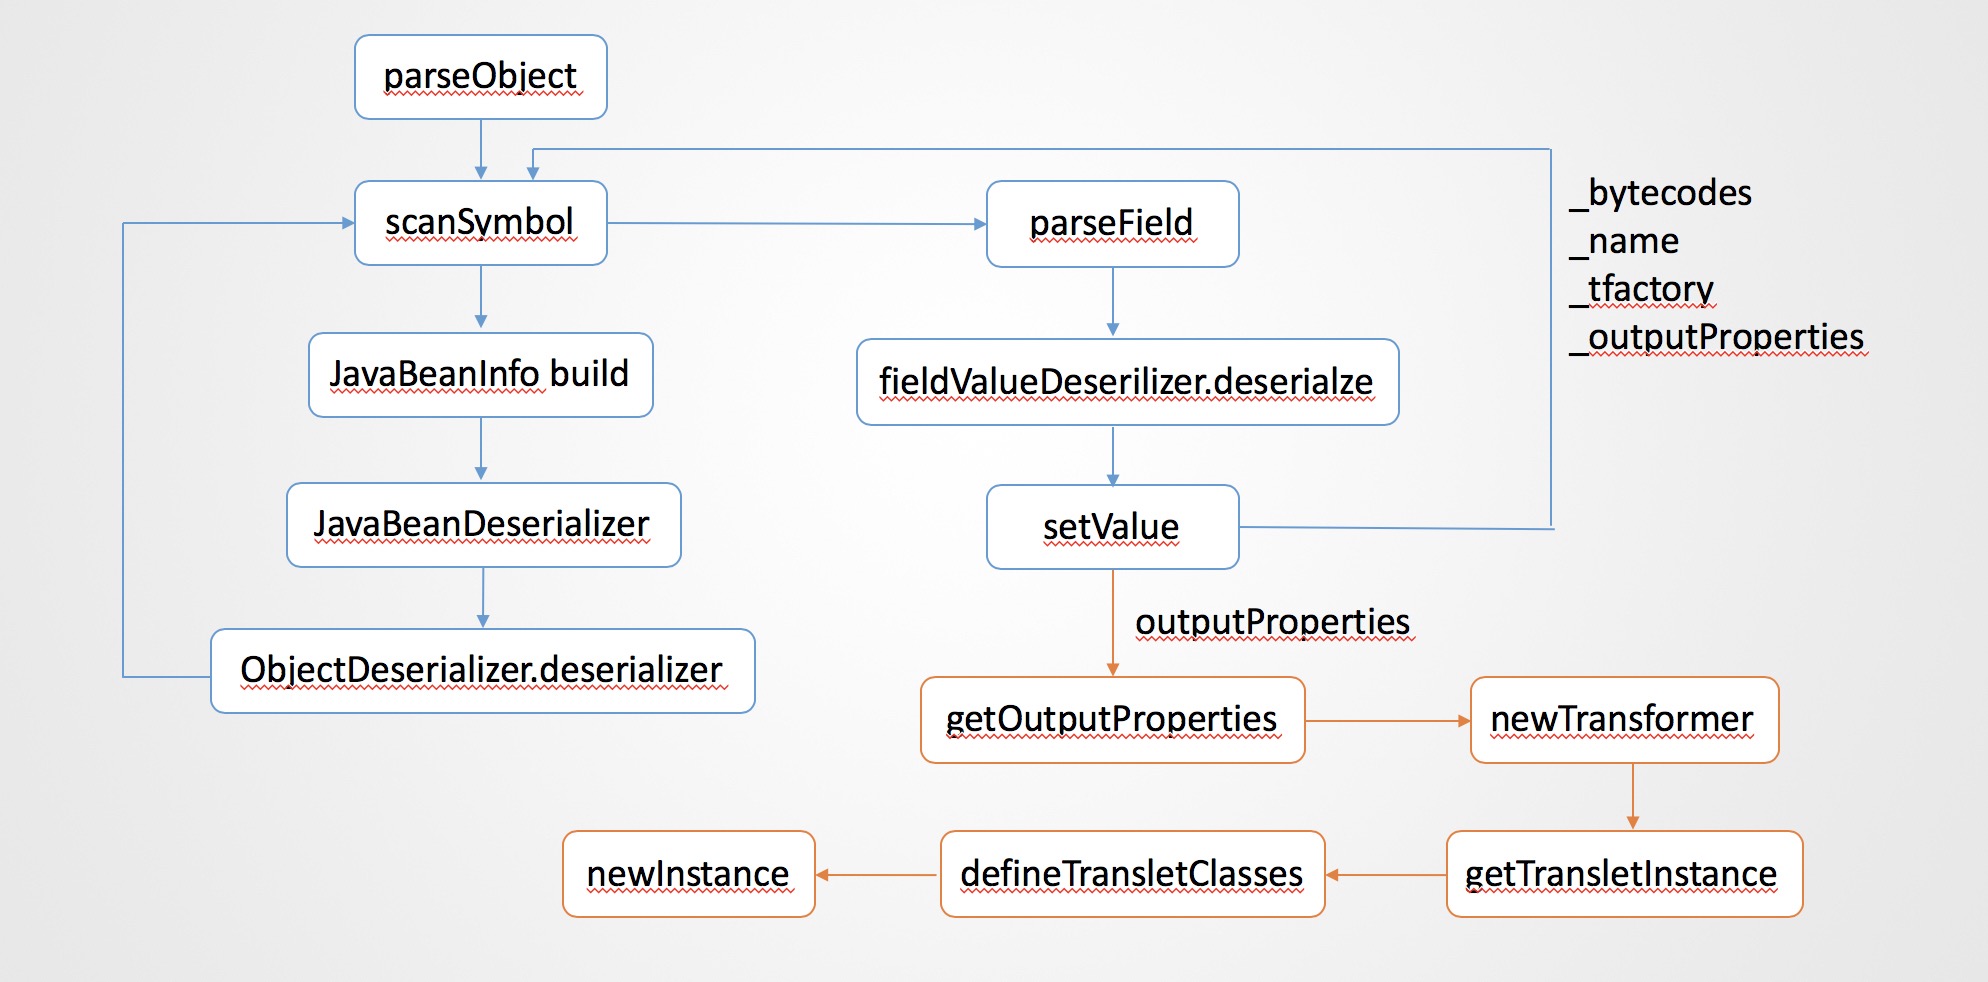 parseObject
scanSymbol
parseField
_bytecodes
_name
_tfactory
_outputProperties
JavaBeanInfo build
fieldValueDeserilizer.deserialze
JavaBeanDeserializer
setValue
outputProperties
ObjectDeserializer.deserializer
getOutputProperties
newTransformer
newInstance
defineTransletClasses
getTransletInstance